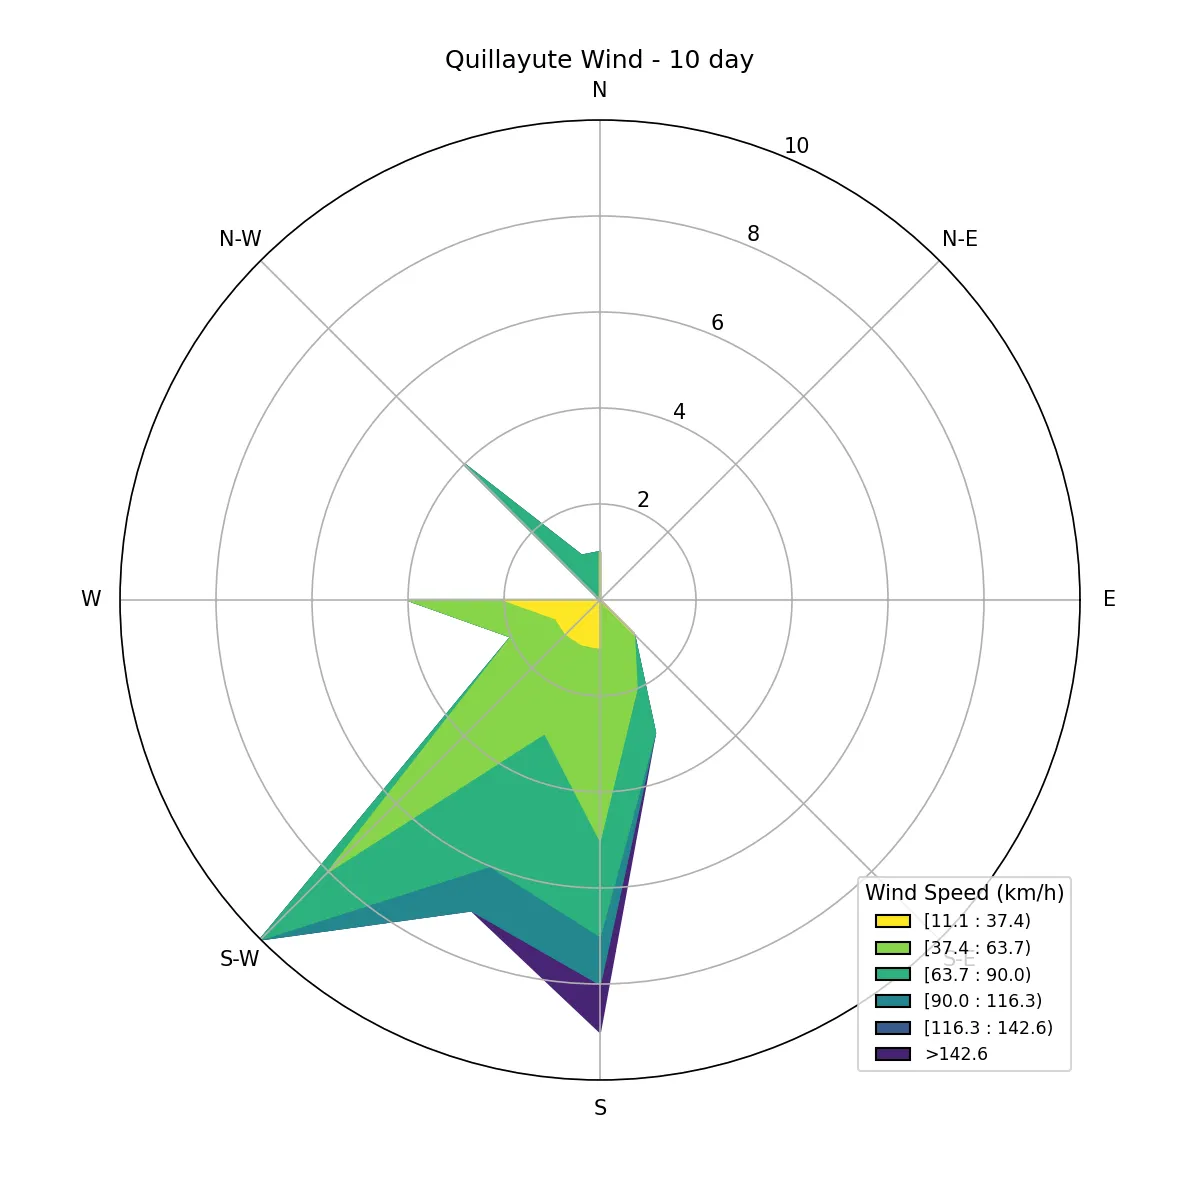 Quillayute Wind - 10 day
N
10
N-W
N-E
8
6
4
2
W
E
Wind Speed (km/h)
[11.1 : 37.4)
[37.4 : 63.7)
S-W
S-E
[63.7 : 90.0)
[90.0 : 116.3)
[116.3 : 142.6)
>142.6
S